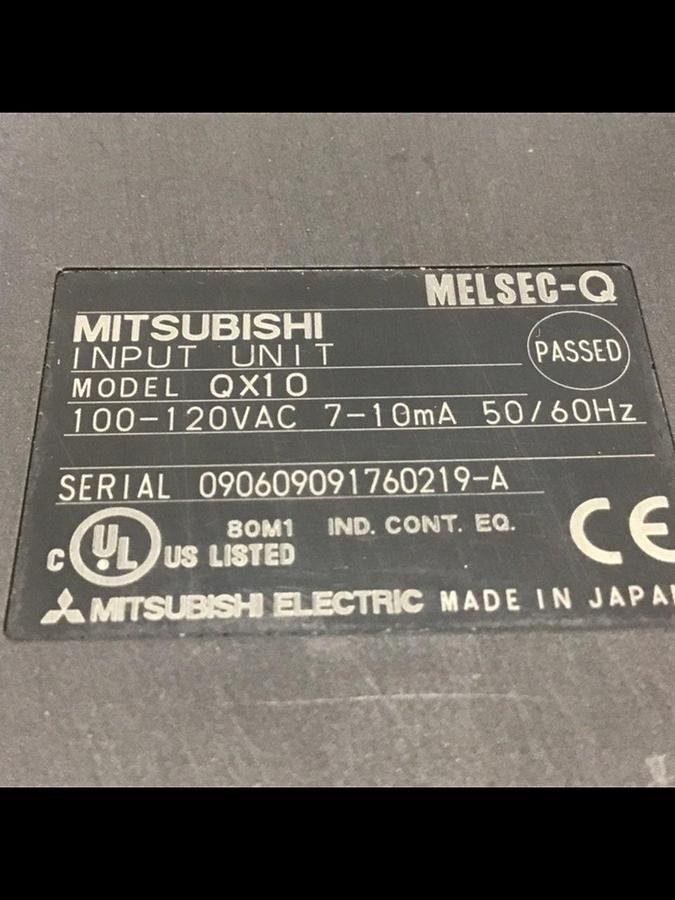 MELSEC-Q
MITSUBISHI
INPUT UNIT
PASSED
MODEL QX10
100-120VAC 7-10mA 50/60Hz
SERIAL 090609091760219-A
C UL US LISTED
80M1 IND. CONT. EQ.
CE
MITSUBISHI ELECTRIC MADE IN JAPAN